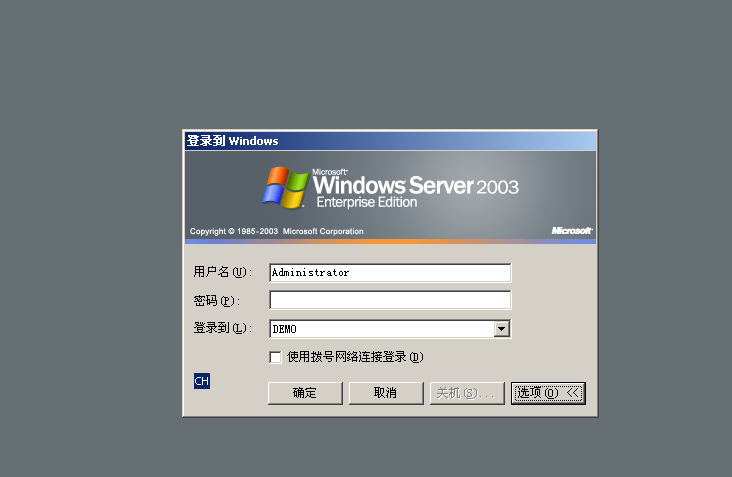 登录到 Windows
Microsoft
Windows Server 2003
Enterprise Edition
Copyright © 1985-2003 Microsoft Corporation
Microsoft
用户名(U):
Administrator
密码(P):
登录到(L):
DEMO
使用拨号网络连接登录(D)
CH
确定
取消
关机(S)...
选项(O) <<